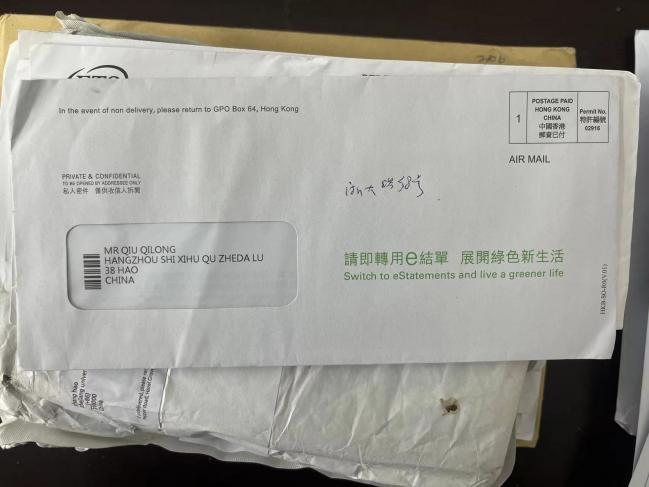 In the event of non delivery, please return to GPO Box 64, Hong Kong
1
POSTAGE PAID
HONG KONG
CHINA
中國香港
郵資已付
Permit No.
特許編號
02916
AIR MAIL
PRIVATE & CONFIDENTIAL
TO BE OPENED BY ADDRESSEE ONLY
私人密件 僅供收信人拆閱
浙大路38号
MR QIU QILONG
HANGZHOU SHI XIHU QU ZHEDA LU
38 HAO
CHINA
請即轉用e結單 展開綠色新生活
Switch to eStatements and live a greener life